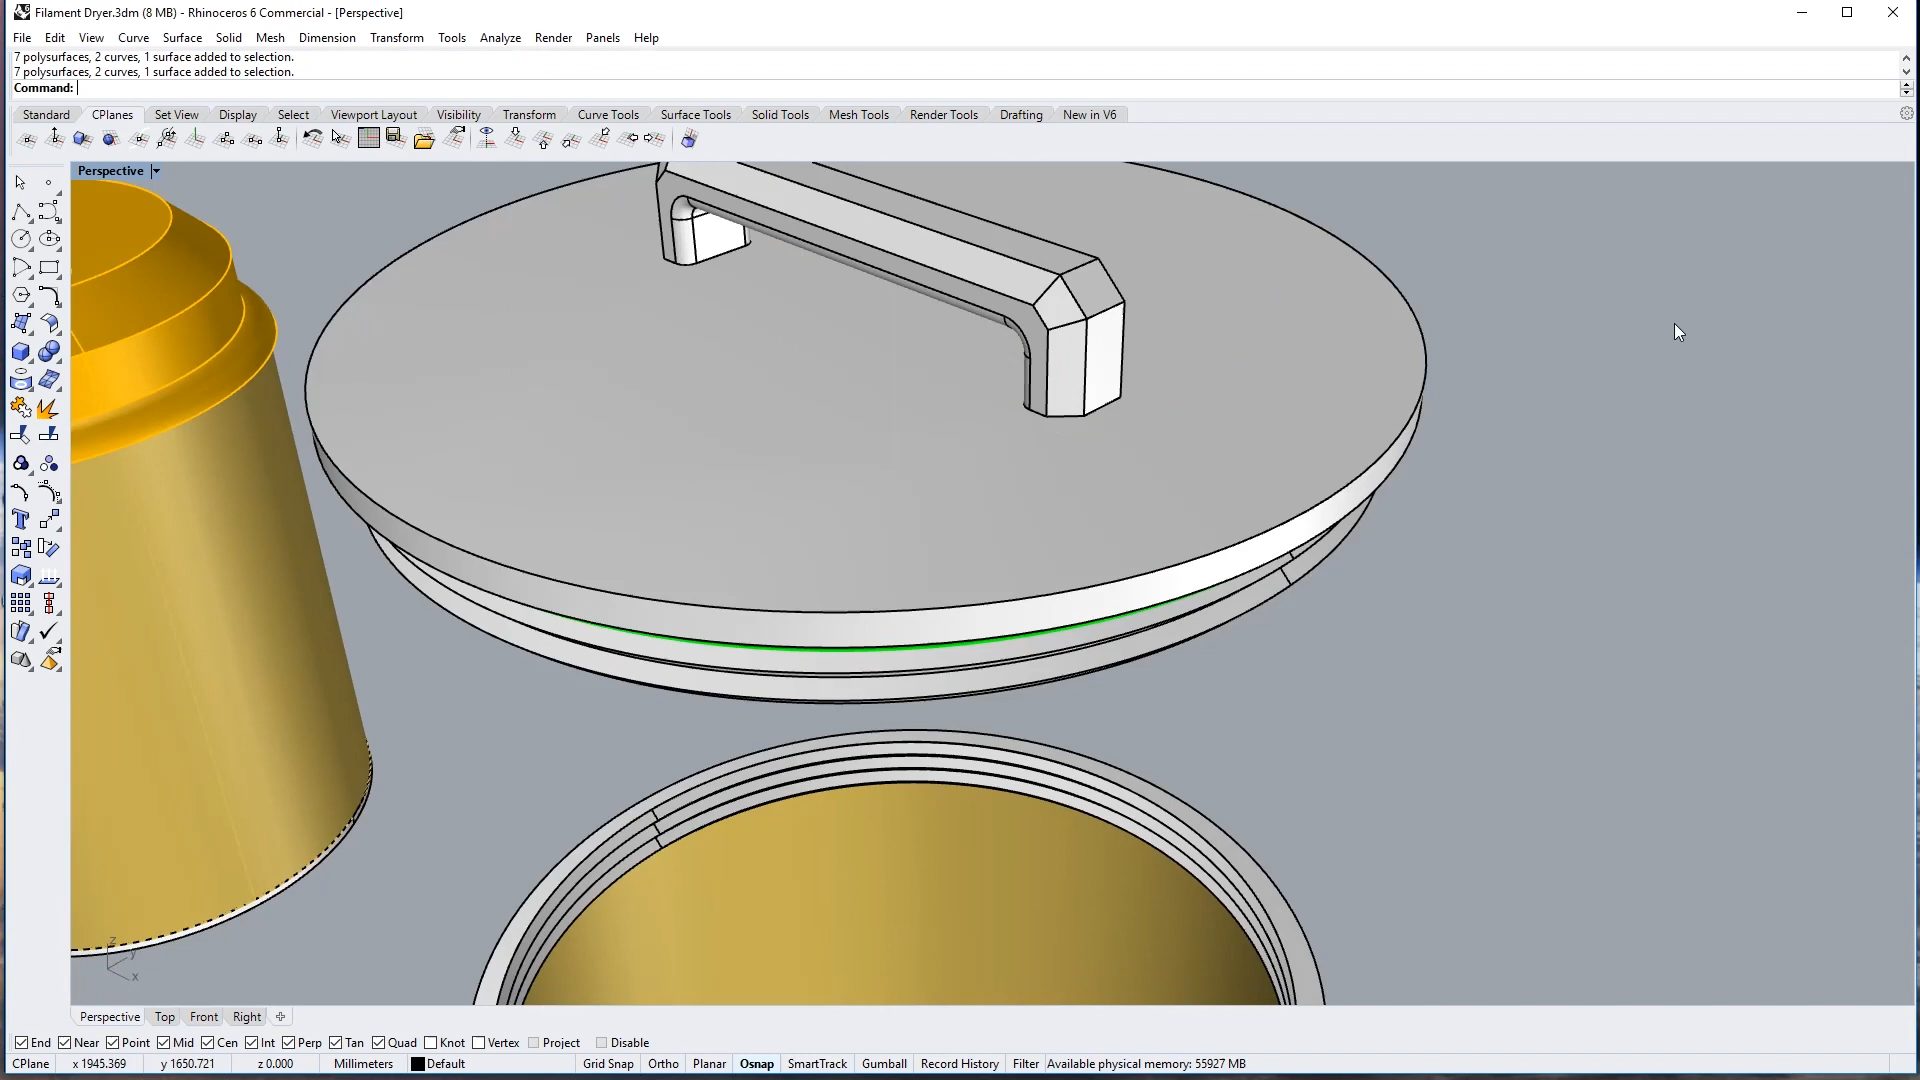 Filament Dryer.3dm (8 MB) - Rhinoceros 6 Commercial - [Perspective]
File Edit View Curve Surface Solid Mesh Dimension Transform Tools Analyze Render Panels Help
7 polysurfaces, 2 curves, 1 surface added to selection.
7 polysurfaces, 2 curves, 1 surface added to selection.
Command:
Standard CPlanes Set View Display Select Viewport Layout Visibility Transform Curve Tools Surface Tools Solid Tools Mesh Tools Render Tools Drafting New in V6
Perspective
z
y
x
Perspective Top Front Right
End Near Point Mid Cen Int Perp Tan Quad Knot Vertex Project Disable
CPlane x 1945.369 y 1650.721 z 0.000 Millimeters Default Grid Snap Ortho Planar Osnap SmartTrack Gumball Record History Filter Available physical memory: 55927 MB